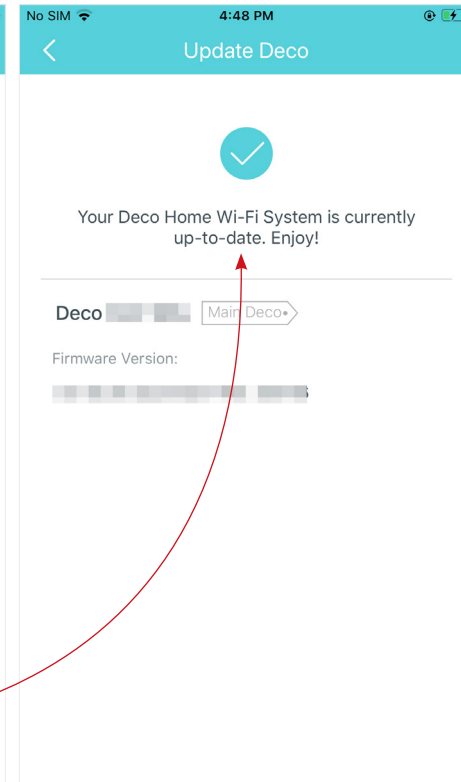 No SIM 4:48 PM
Update Deco
Your Deco Home Wi-Fi System is currently
up-to-date. Enjoy!
Deco Main Deco
Firmware Version: